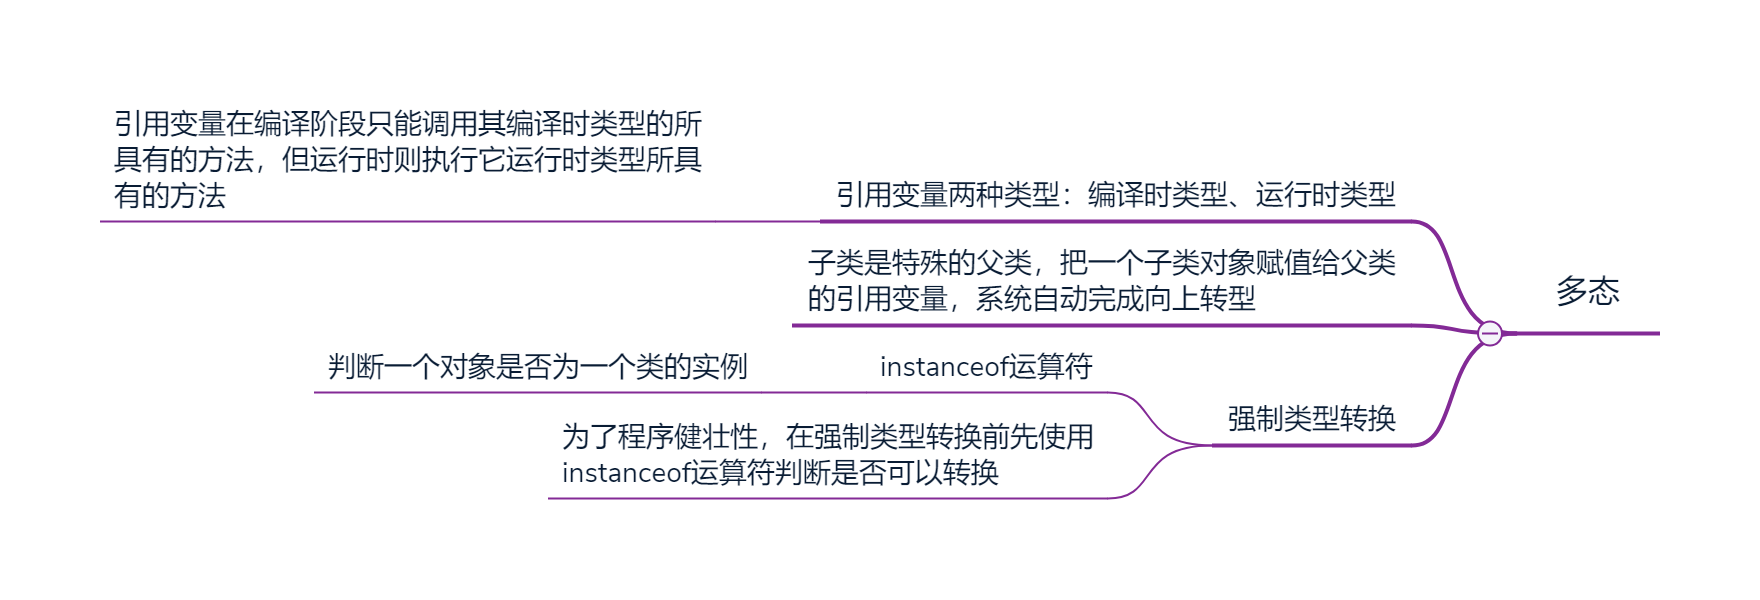 引用变量在编译阶段只能调用其编译时类型的所
具有的方法，但运行时则执行它运行时类型所具
有的方法
引用变量两种类型：编译时类型、运行时类型
子类是特殊的父类，把一个子类对象赋值给父类
的引用变量，系统自动完成向上转型
多态
判断一个对象是否为一个类的实例
instanceof运算符
强制类型转换
为了程序健壮性，在强制类型转换前先使用
instanceof运算符判断是否可以转换